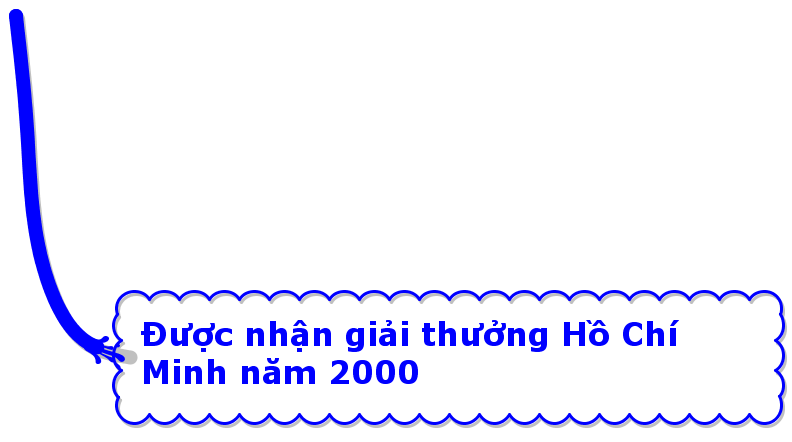 Được nhận giải thưởng Hồ Chí
Minh năm 2000